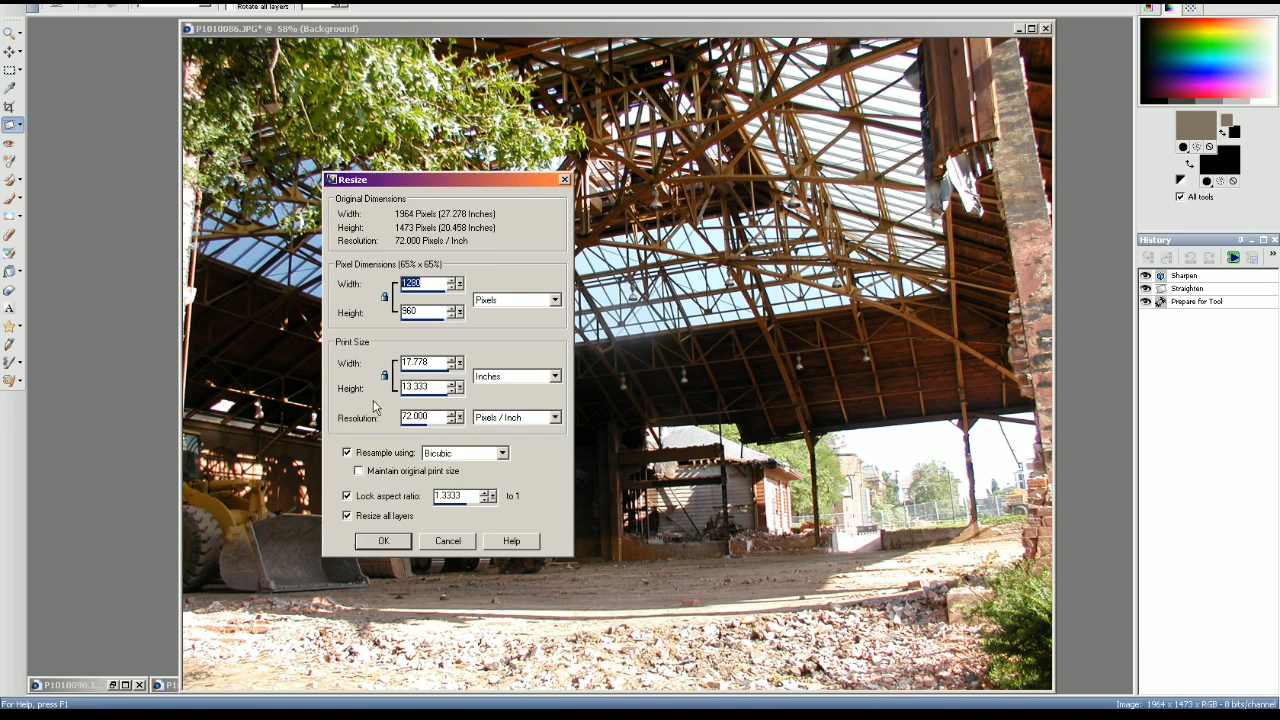 Rotate all layers
P1010086.JPG* @ 58% (Background)
Resize
Original Dimensions
Width: 1964 Pixels (27.278 Inches)
Height: 1473 Pixels (20.458 Inches)
Resolution: 72.000 Pixels / Inch
Pixel Dimensions (65% x 65%)
Width: 1280
Pixels
Height: 960
Print Size
Width: 17.778
Inches
Height: 13.333
Resolution: 72.000 Pixels / Inch
Resample using: Bicubic
Maintain original print size
Lock aspect ratio: 1.3333 to 1
Resize all layers
OK Cancel Help
All tools
History
Sharpen
Straighten
Prepare for Tool
P1010090.J...
P1
For Help, press F1
Image: 1964 x 1473 x RGB - 8 bits/channel